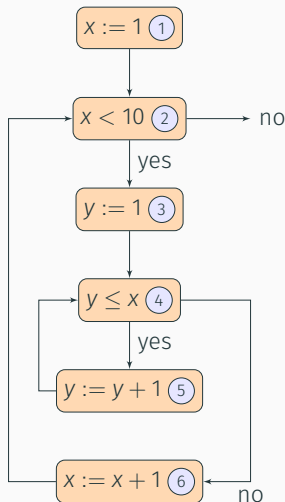 x := 1 1
x < 10 2
no
yes
y := 1 3
y ≤ x 4
yes
y := y + 1 5
x := x + 1 6
no